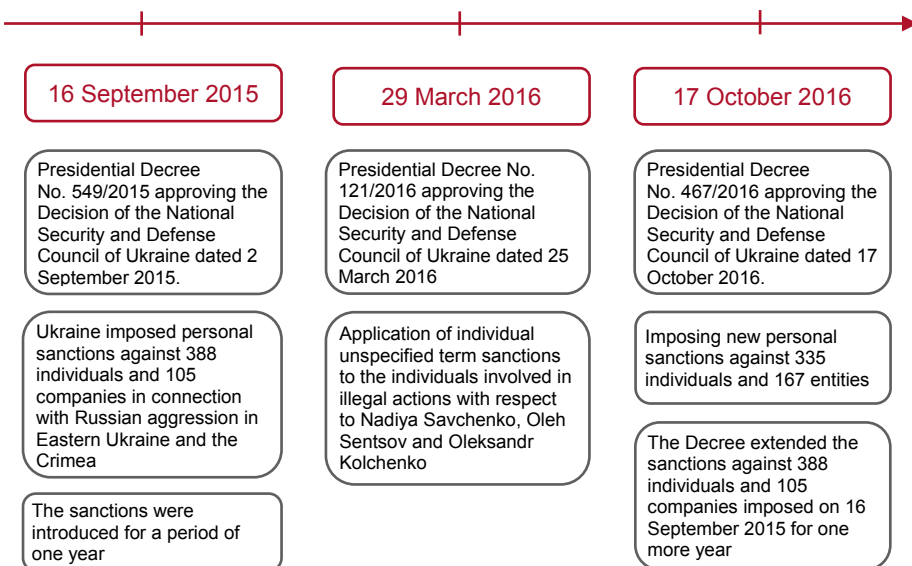 16 September 2015
29 March 2016
17 October 2016
Presidential Decree
No. 549/2015 approving the
Decision of the National
Security and Defense
Council of Ukraine dated 2
September 2015.
Ukraine imposed personal
sanctions against 388
individuals and 105
companies in connection
with Russian aggression in
Eastern Ukraine and the
Crimea
The sanctions were
introduced for a period of
one year
Presidential Decree No.
121/2016 approving the
Decision of the National
Security and Defense
Council of Ukraine dated 25
March 2016
Application of individual
unspecified term sanctions
to the individuals involved in
illegal actions with respect
to Nadiya Savchenko, Oleh
Sentsov and Oleksandr
Kolchenko
Presidential Decree
No. 467/2016 approving the
Decision of the National
Security and Defense
Council of Ukraine dated 17
October 2016.
Imposing new personal
sanctions against 335
individuals and 167 entities
The Decree extended the
sanctions against 388
individuals and 105
companies imposed on 16
September 2015 for one
more year